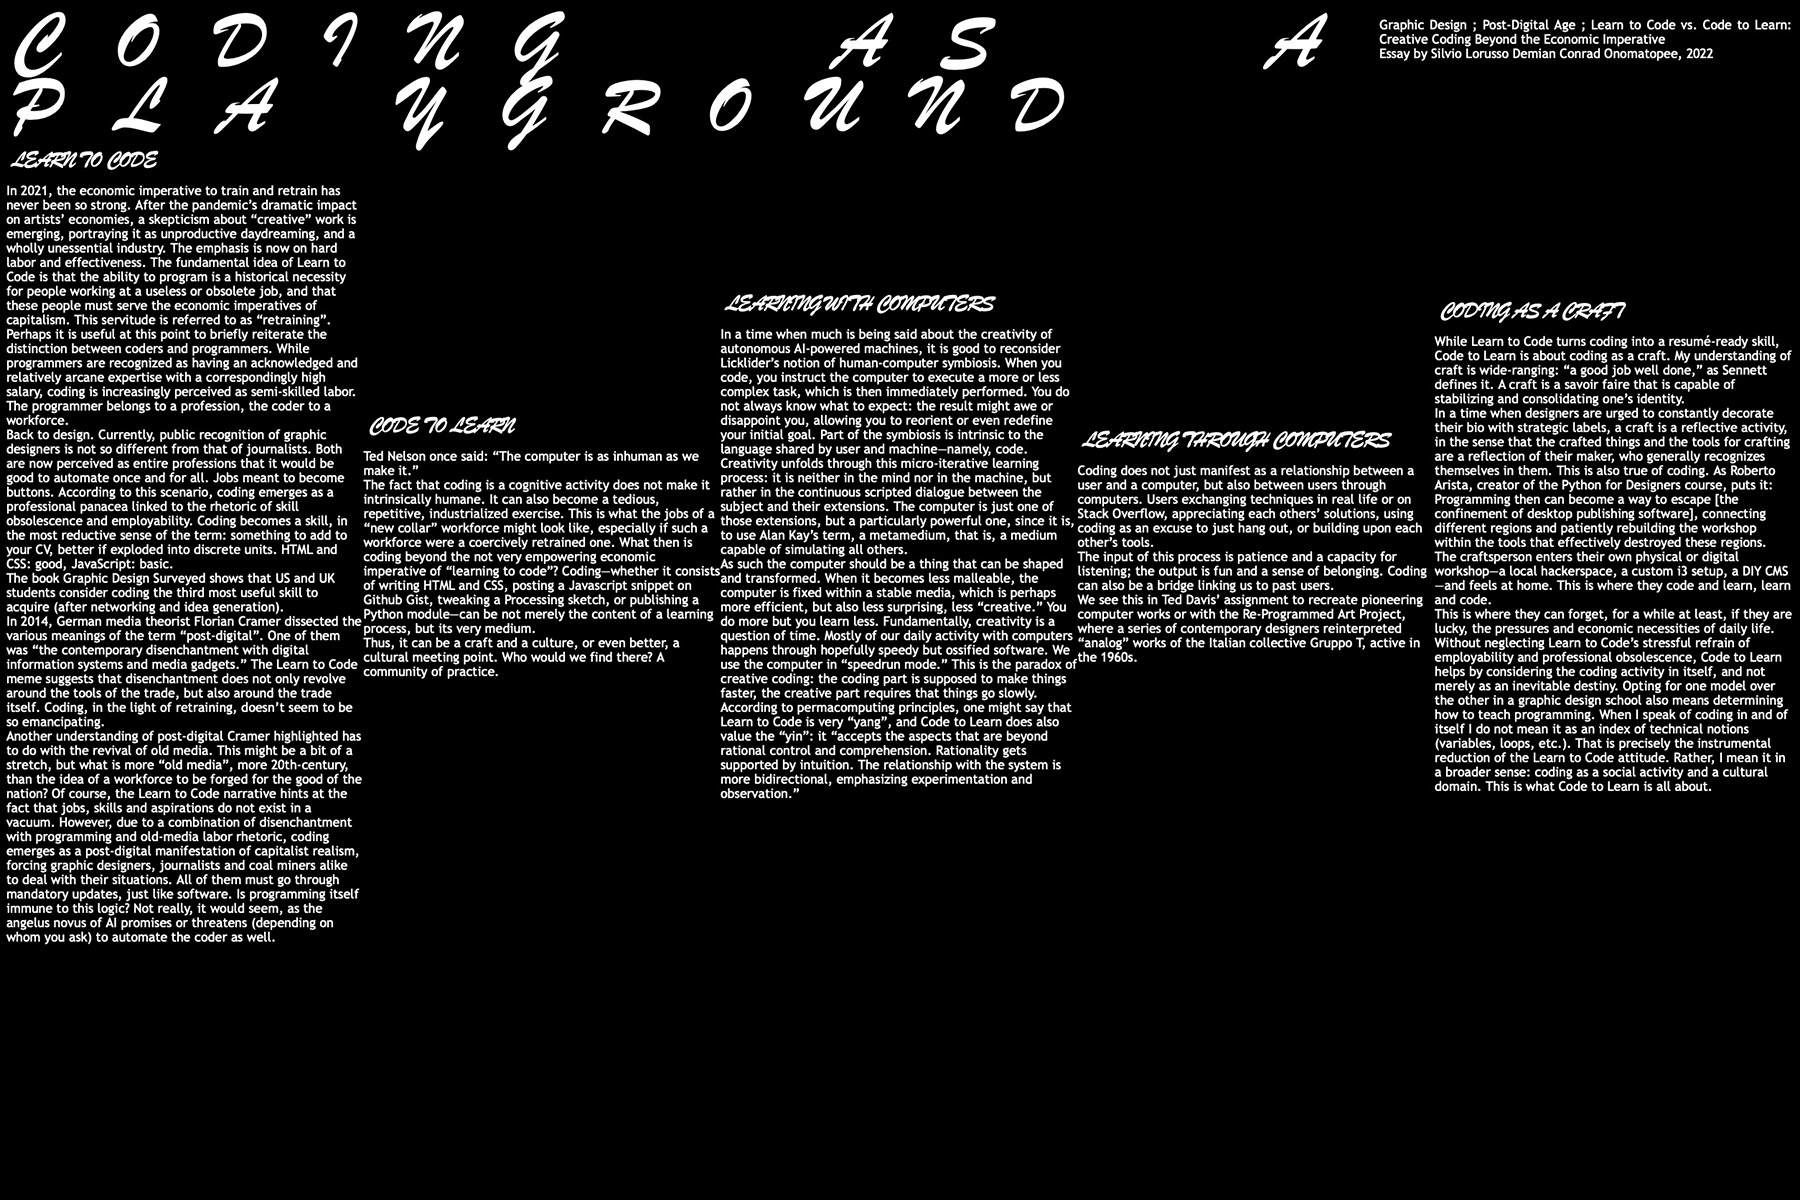 CODING AS A
PLAYGROUND
Graphic Design ; Post-Digital Age ; Learn to Code vs. Code to Learn:
Creative Coding Beyond the Economic Imperative
Essay by Silvio Lorusso Demian Conrad Onomatopee, 2022
LEARN TO CODE
In 2021, the economic imperative to train and retrain has
never been so strong. After the pandemic’s dramatic impact
on artists’ economies, a skepticism about “creative” work is
emerging, portraying it as unproductive daydreaming, and a
wholly unessential industry. The emphasis is now on hard
labor and effectiveness. The fundamental idea of Learn to
Code is that the ability to program is a historical necessity
for people working at a useless or obsolete job, and that
these people must serve the economic imperatives of
capitalism. This servitude is referred to as “retraining”.
Perhaps it is useful at this point to briefly reiterate the
distinction between coders and programmers. While
programmers are recognized as having an acknowledged and
relatively arcane expertise with a correspondingly high
salary, coding is increasingly perceived as semi-skilled labor.
The programmer belongs to a profession, the coder to a
workforce.
Back to design. Currently, public recognition of graphic
designers is not so different from that of journalists. Both
are now perceived as entire professions that it would be
good to automate once and for all. Jobs meant to become
buttons. According to this scenario, coding emerges as a
professional panacea linked to the rhetoric of skill
obsolescence and employability. Coding becomes a skill, in
the most reductive sense of the term: something to add to
your CV, better if exploded into discrete units. HTML and
CSS: good, JavaScript: basic.
The book Graphic Design Surveyed shows that US and UK
students consider coding the third most useful skill to
acquire (after networking and idea generation).
In 2014, German media theorist Florian Cramer dissected the
various meanings of the term “post-digital”. One of them
was “the contemporary disenchantment with digital
information systems and media gadgets.” The Learn to Code
meme suggests that disenchantment does not only revolve
around the tools of the trade, but also around the trade
itself. Coding, in the light of retraining, doesn’t seem to be
so emancipating.
Another understanding of post-digital Cramer highlighted has
to do with the revival of old media. This might be a bit of a
stretch, but what is more “old media”, more 20th-century,
than the idea of a workforce to be forged for the good of the
nation? Of course, the Learn to Code narrative hints at the
fact that jobs, skills and aspirations do not exist in a
vacuum. However, due to a combination of disenchantment
with programming and old-media labor rhetoric, coding
emerges as a post-digital manifestation of capitalist realism,
forcing graphic designers, journalists and coal miners alike
to deal with their situations. All of them must go through
mandatory updates, just like software. Is programming itself
immune to this logic? Not really, it would seem, as the
angelus novus of AI promises or threatens (depending on
whom you ask) to automate the coder as well.
CODE TO LEARN
Ted Nelson once said: “The computer is as inhuman as we
make it.”
The fact that coding is a cognitive activity does not make it
intrinsically humane. It can also become a tedious,
repetitive, industrialized exercise. This is what the jobs of a
“new collar” workforce might look like, especially if such a
workforce were a coercively retrained one. What then is
coding beyond the not very empowering economic
imperative of “learning to code”? Coding—whether it consists
of writing HTML and CSS, posting a Javascript snippet on
Github Gist, tweaking a Processing sketch, or publishing a
Python module—can be not merely the content of a learning
process, but its very medium.
Thus, it can be a craft and a culture, or even better, a
cultural meeting point. Who would we find there? A
community of practice.
LEARNING WITH COMPUTERS
In a time when much is being said about the creativity of
autonomous AI-powered machines, it is good to reconsider
Licklider’s notion of human-computer symbiosis. When you
code, you instruct the computer to execute a more or less
complex task, which is then immediately performed. You do
not always know what to expect: the result might awe or
disappoint you, allowing you to reorient or even redefine
your initial goal. Part of the symbiosis is intrinsic to the
language shared by user and machine—namely, code.
Creativity unfolds through this micro-iterative learning
process: it is neither in the mind nor in the machine, but
rather in the continuous scripted dialogue between the
subject and their extensions. The computer is just one of
those extensions, but a particularly powerful one, since it is,
to use Alan Kay’s term, a metamedium, that is, a medium
capable of simulating all others.
As such the computer should be a thing that can be shaped
and transformed. When it becomes less malleable, the
computer is fixed within a stable media, which is perhaps
more efficient, but also less surprising, less “creative.” You
do more but you learn less. Fundamentally, creativity is a
question of time. Mostly of our daily activity with computers
happens through hopefully speedy but ossified software. We
use the computer in “speedrun mode.” This is the paradox of
creative coding: the coding part is supposed to make things
faster, the creative part requires that things go slowly.
According to permacomputing principles, one might say that
Learn to Code is very “yang”, and Code to Learn does also
value the “yin”: it “accepts the aspects that are beyond
rational control and comprehension. Rationality gets
supported by intuition. The relationship with the system is
more bidirectional, emphasizing experimentation and
observation.”
LEARNING THROUGH COMPUTERS
Coding does not just manifest as a relationship between a
user and a computer, but also between users through
computers. Users exchanging techniques in real life or on
Stack Overflow, appreciating each others’ solutions, using
coding as an excuse to just hang out, or building upon each
other’s tools.
The input of this process is patience and a capacity for
listening; the output is fun and a sense of belonging. Coding
can also be a bridge linking us to past users.
We see this in Ted Davis’ assignment to recreate pioneering
computer works or with the Re-Programmed Art Project,
where a series of contemporary designers reinterpreted
“analog” works of the Italian collective Gruppo T, active in
the 1960s.
CODING AS A CRAFT
While Learn to Code turns coding into a resumé-ready skill,
Code to Learn is about coding as a craft. My understanding of
craft is wide-ranging: “a good job well done,” as Sennett
defines it. A craft is a savoir faire that is capable of
stabilizing and consolidating one’s identity.
In a time when designers are urged to constantly decorate
their bio with strategic labels, a craft is a reflective activity,
in the sense that the crafted things and the tools for crafting
are a reflection of their maker, who generally recognizes
themselves in them. This is also true of coding. As Roberto
Arista, creator of the Python for Designers course, puts it:
Programming then can become a way to escape [the
confinement of desktop publishing software], connecting
different regions and patiently rebuilding the workshop
within the tools that effectively destroyed these regions.
The craftsperson enters their own physical or digital
workshop—a local hackerspace, a custom i3 setup, a DIY CMS
—and feels at home. This is where they code and learn, learn
and code.
This is where they can forget, for a while at least, if they are
lucky, the pressures and economic necessities of daily life.
Without neglecting Learn to Code’s stressful refrain of
employability and professional obsolescence, Code to Learn
helps by considering the coding activity in itself, and not
merely as an inevitable destiny. Opting for one model over
the other in a graphic design school also means determining
how to teach programming. When I speak of coding in and of
itself I do not mean it as an index of technical notions
(variables, loops, etc.). That is precisely the instrumental
reduction of the Learn to Code attitude. Rather, I mean it in
a broader sense: coding as a social activity and a cultural
domain. This is what Code to Learn is all about.